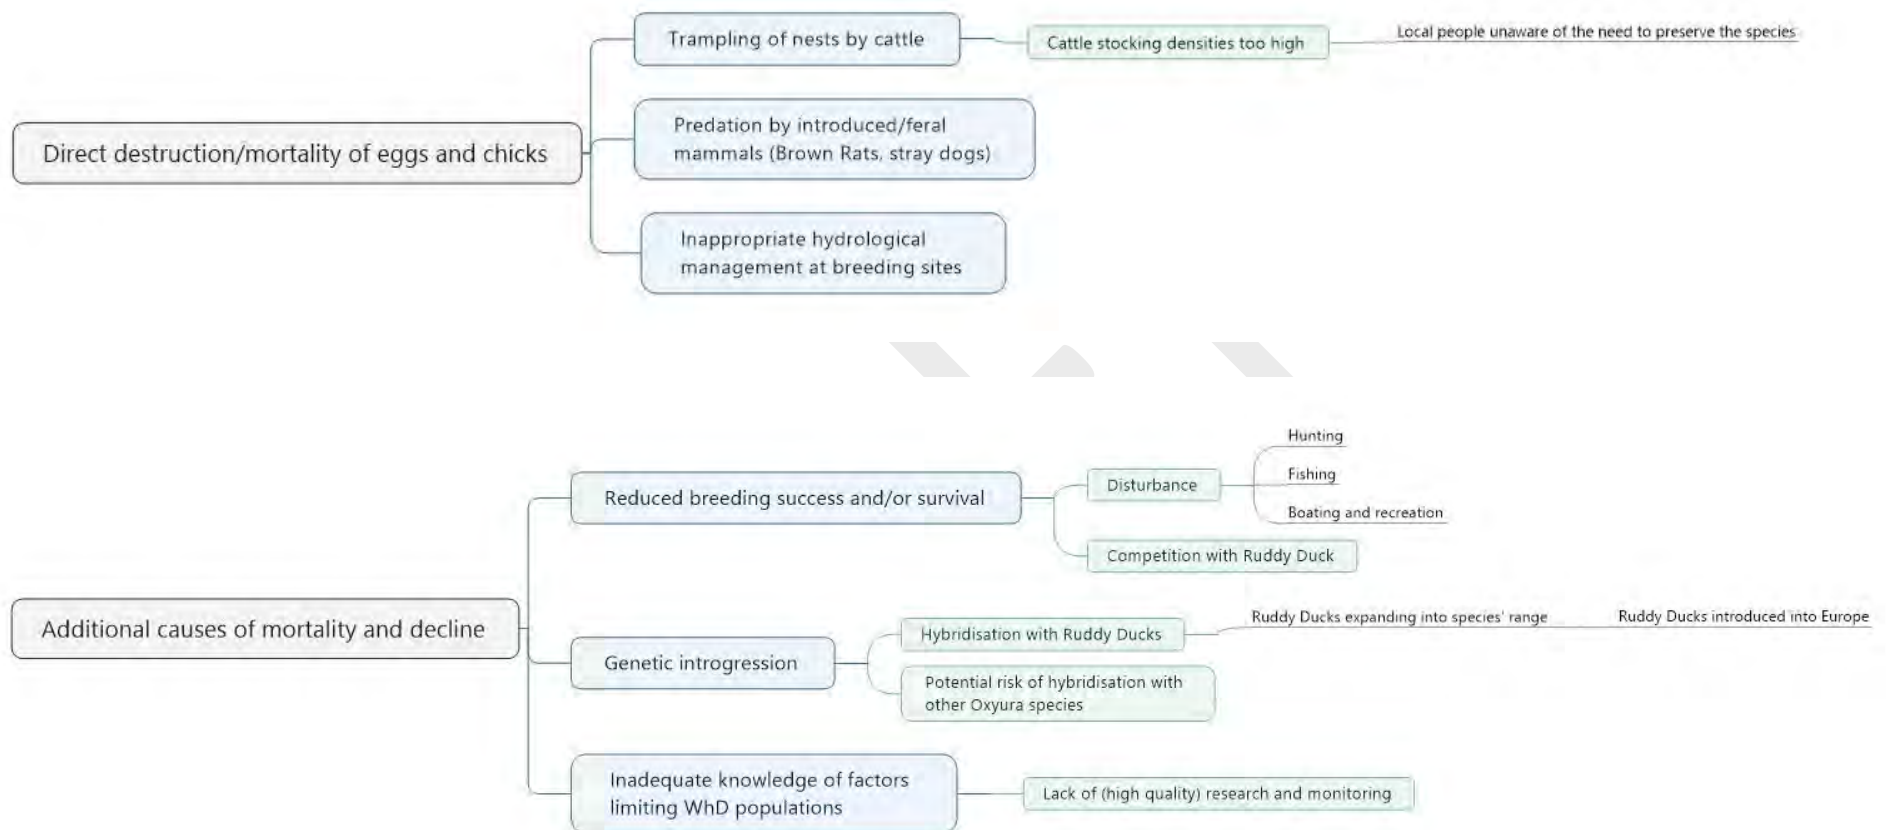 Trampling of nests by cattle
Cattle stocking densities too high
Local people unaware of the need to preserve the species
Direct destruction/mortality of eggs and chicks
Predation by introduced/feral
mammals (Brown Rats, stray dogs)
Inappropriate hydrological
management at breeding sites
Reduced breeding success and/or survival
Disturbance
Hunting
Fishing
Boating and recreation
Competition with Ruddy Duck
Additional causes of mortality and decline
Genetic introgression
Hybridisation with Ruddy Ducks
Ruddy Ducks expanding into species' range
Ruddy Ducks introduced into Europe
Potential risk of hybridisation with
other Oxyura species
Inadequate knowledge of factors
limiting WhD populations
Lack of (high quality) research and monitoring